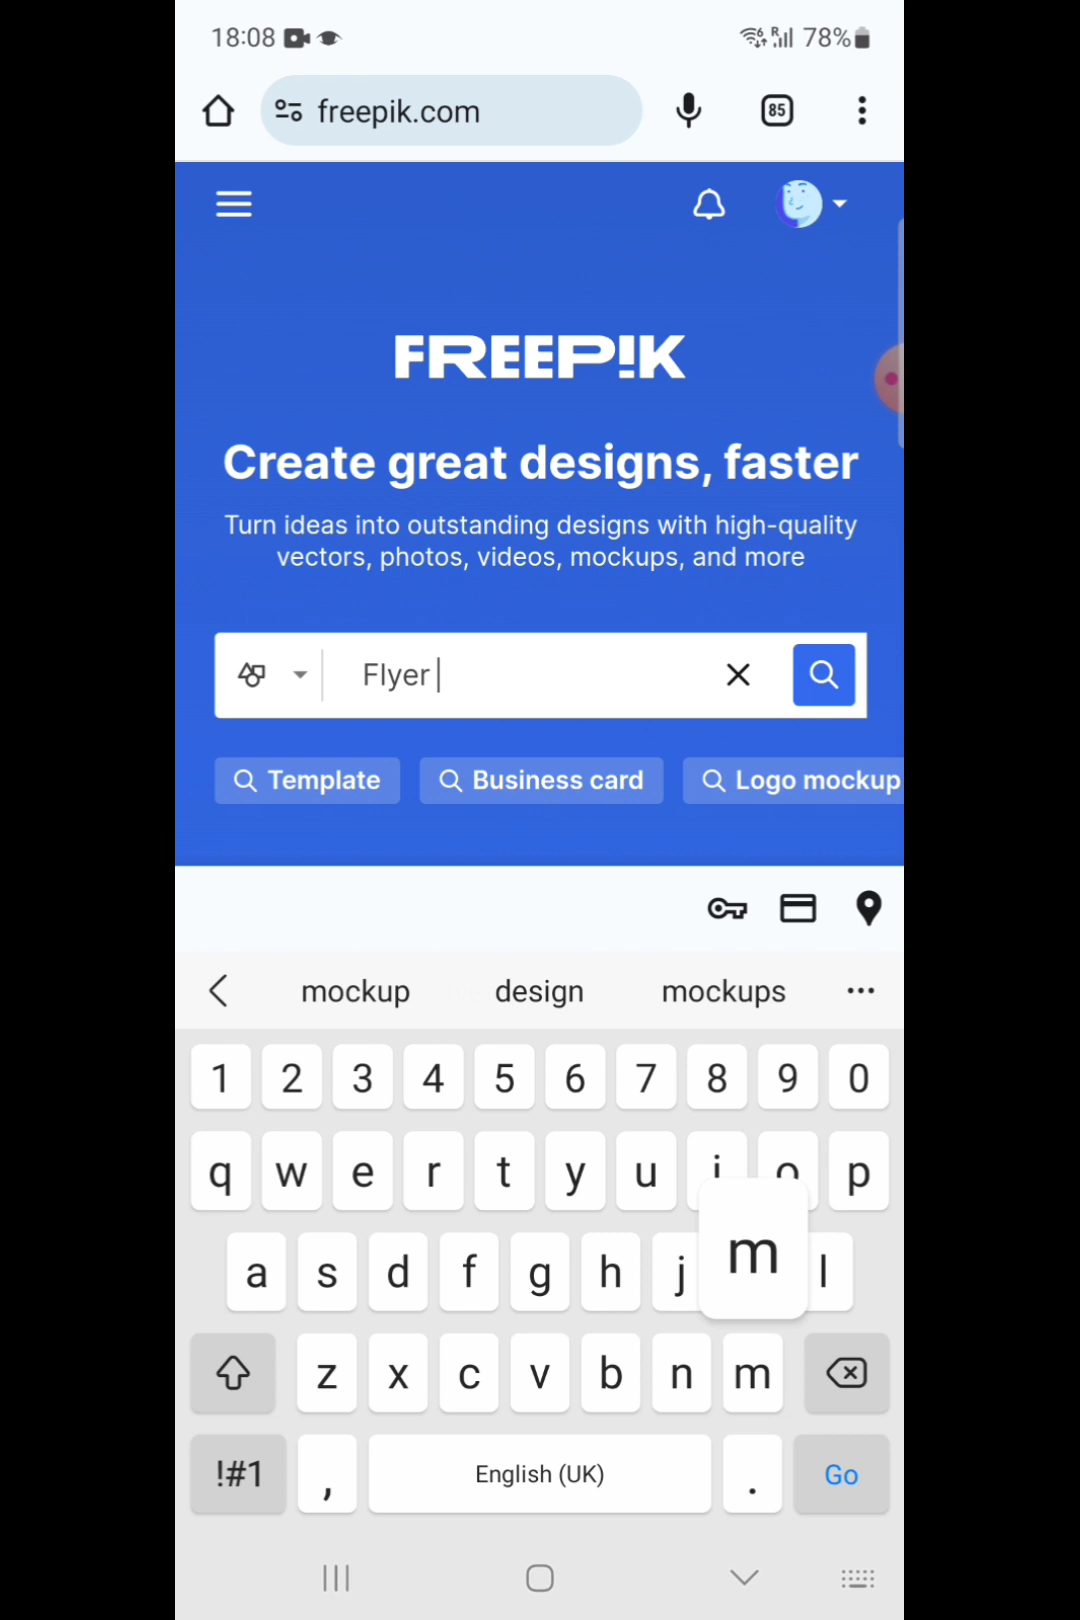 18:08 78%
freepik.com 85
FREEP!K
Create great designs, faster
Turn ideas into outstanding designs with high-quality
vectors, photos, videos, mockups, and more
Flyer
Template Business card Logo mockup
mockup design mockups ...
1 2 3 4 5 6 7 8 9 0
q w e r t y u i o p
a s d f g h j m l
z x c v b n m
!#1 , English (UK) . Go